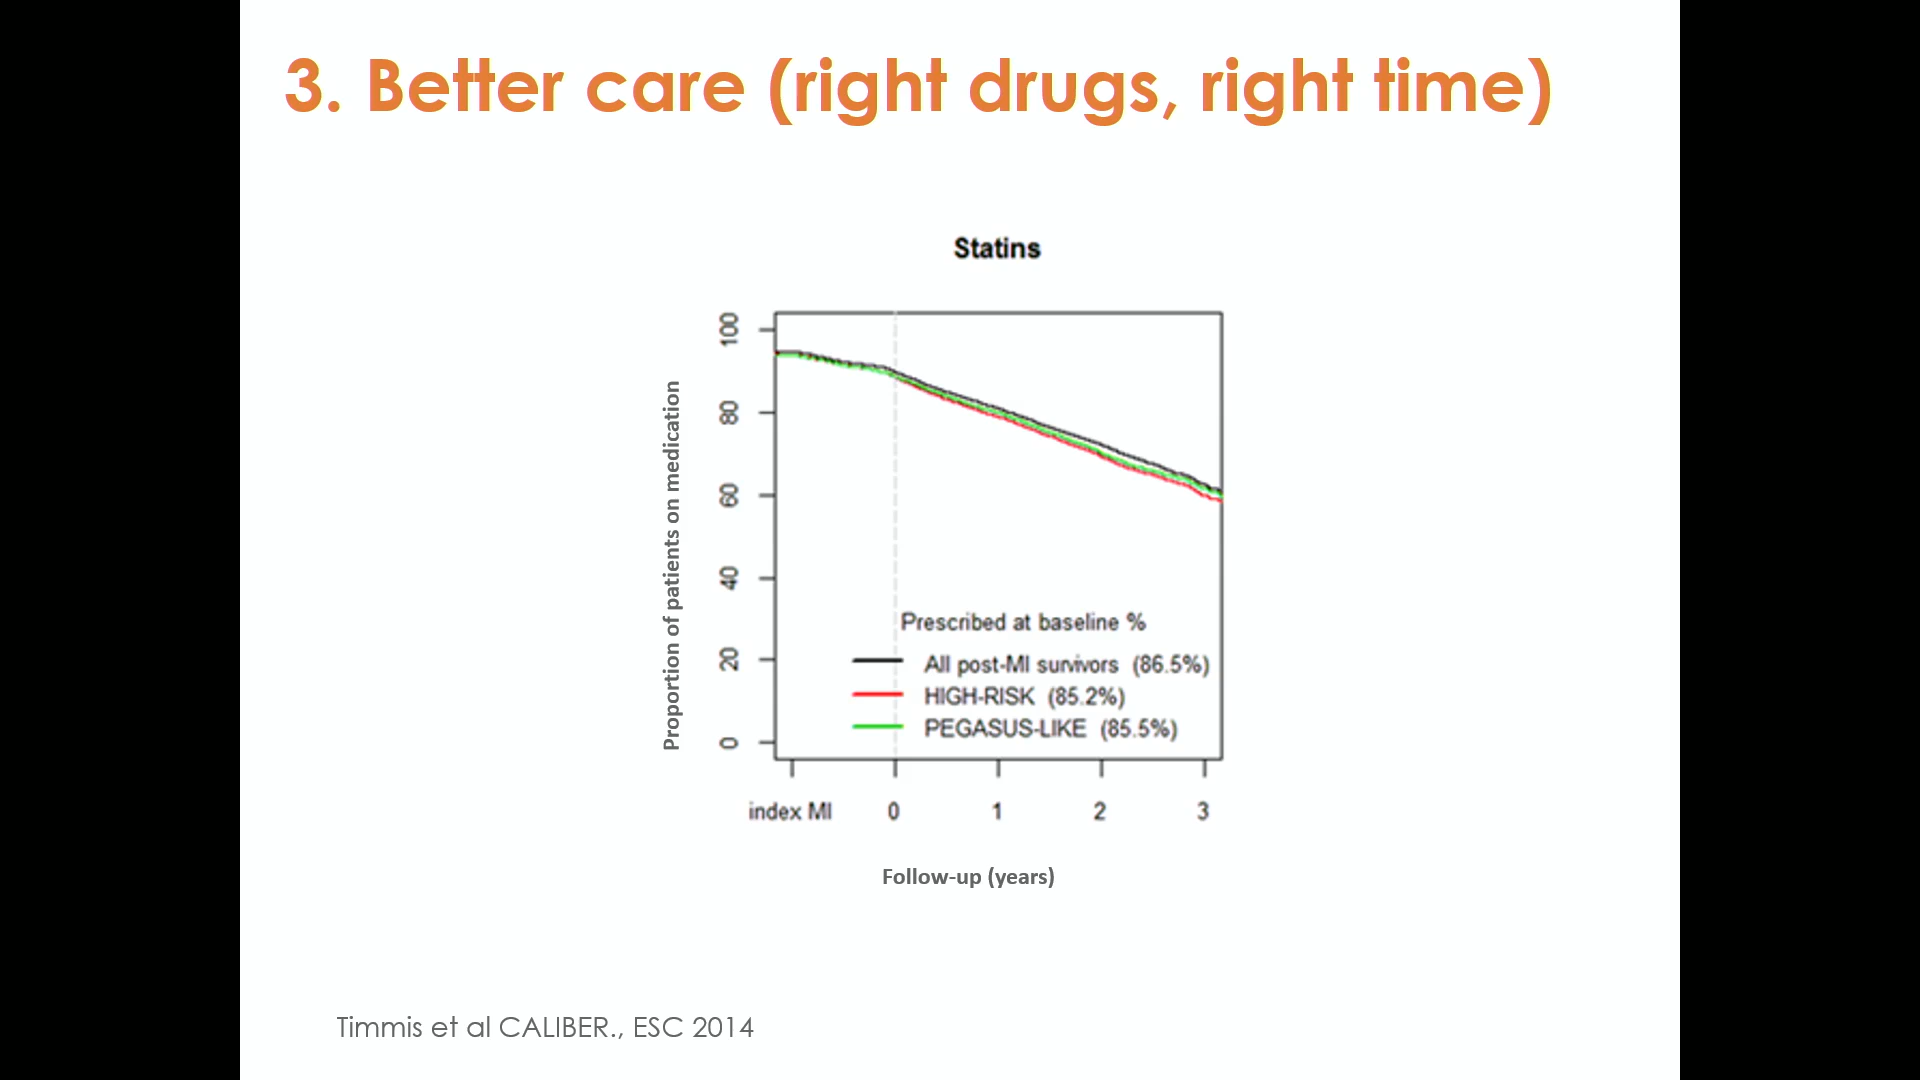 3. Better care (right drugs, right time)
Statins
Proportion of patients on medication
100
80
60
40
20
0
Prescribed at baseline %
All post-MI survivors (86.5%)
HIGH-RISK (85.2%)
PEGASUS-LIKE (85.5%)
index MI 0 1 2 3
Follow-up (years)
Timmis et al CALIBER., ESC 2014